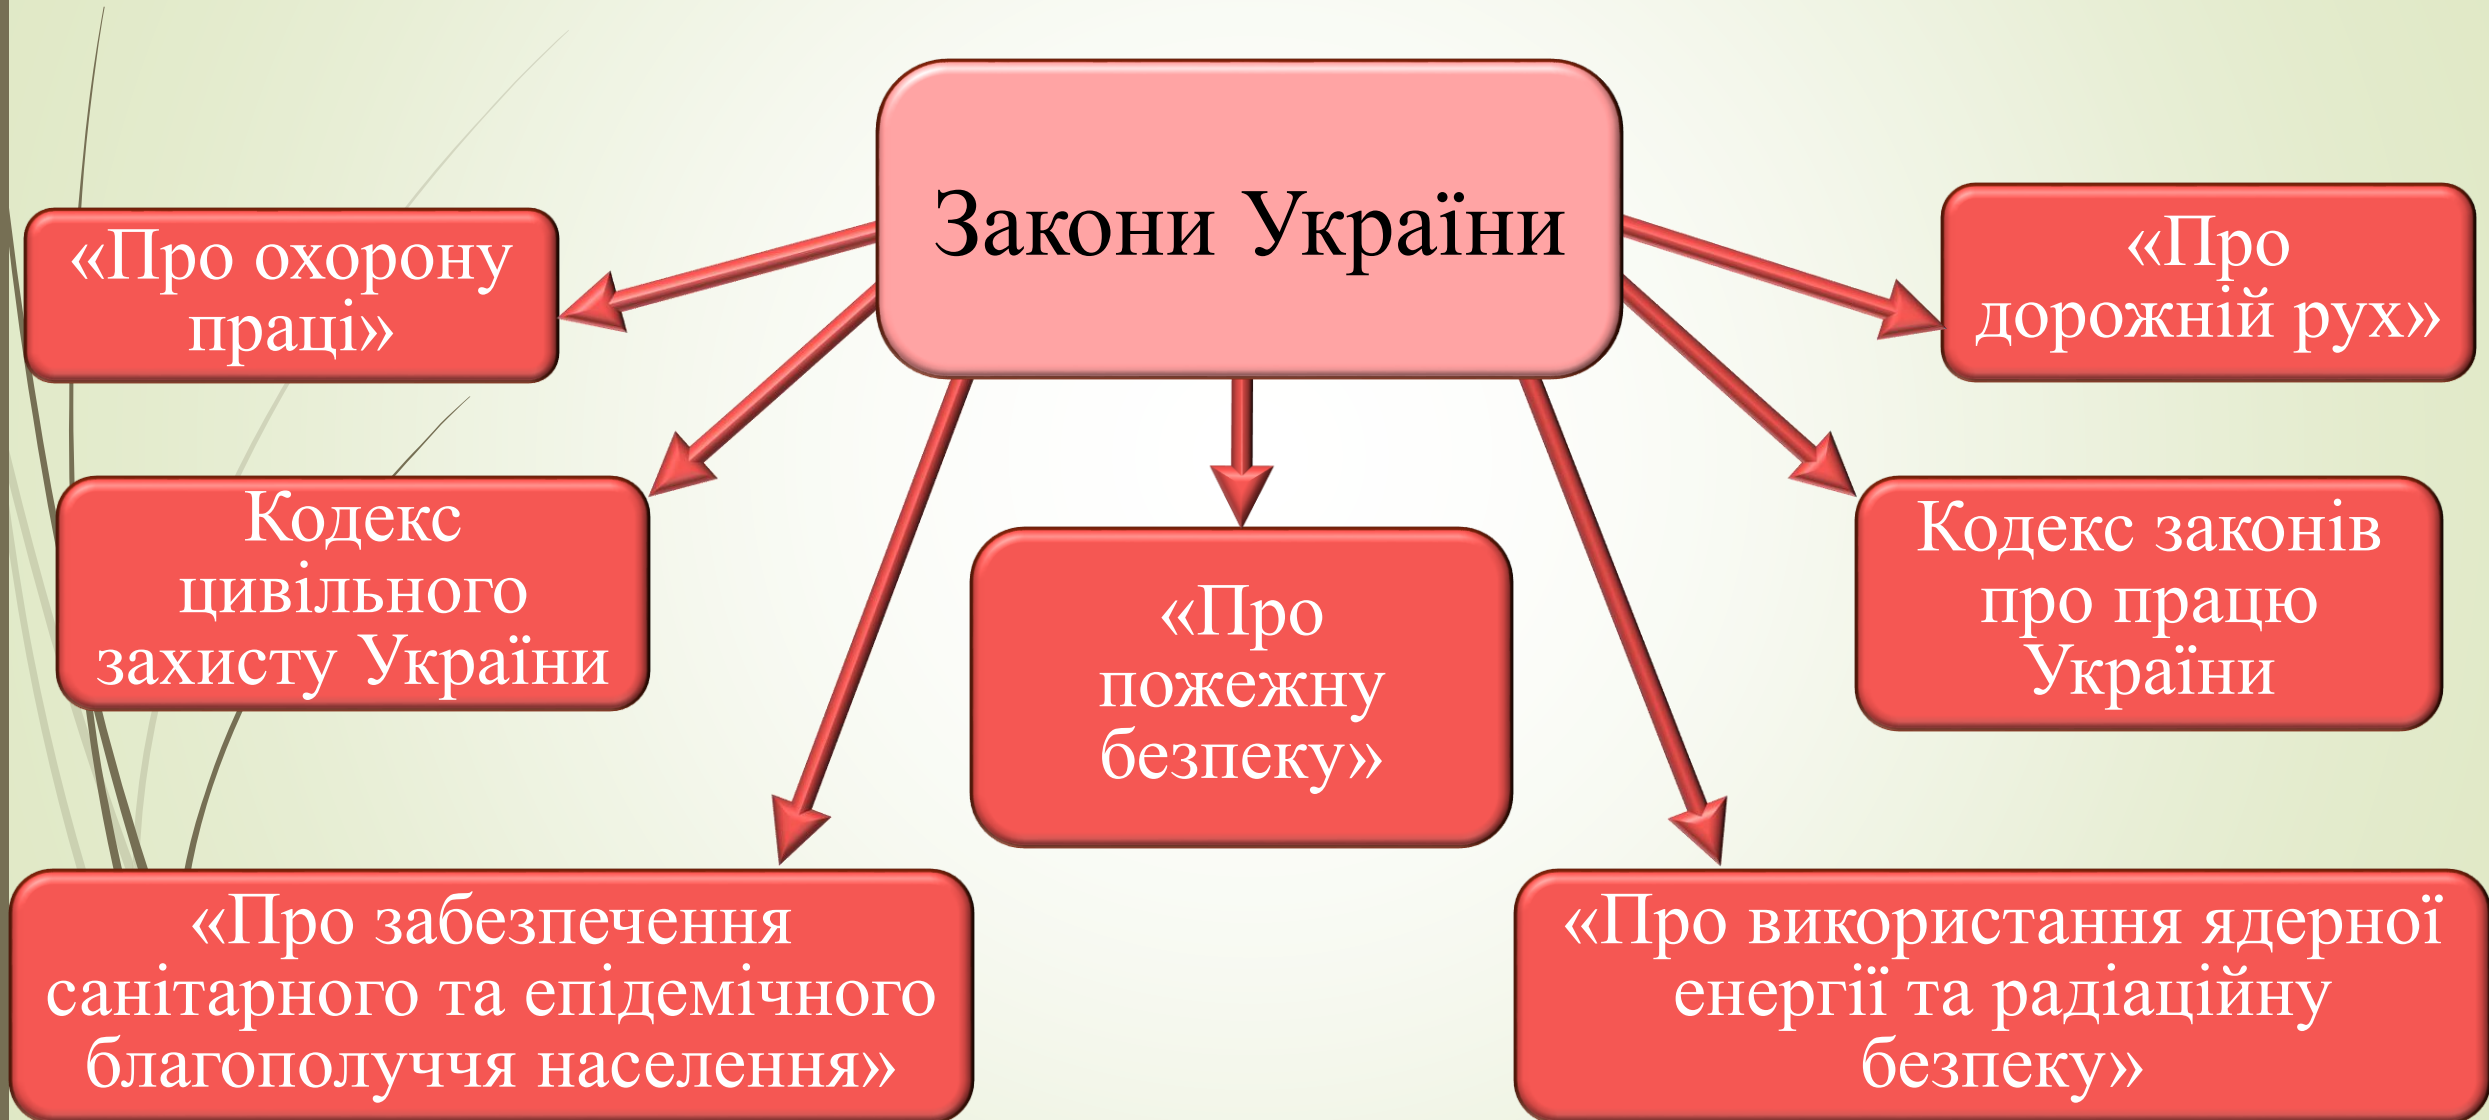 Закони України
«Про охорону
праці»
«Про
дорожній рух»
Кодекс
цивільного
захисту України
«Про
пожежну
безпеку»
Кодекс законів
про працю
України
«Про забезпечення
санітарного та епідемічного
благополуччя населення»
«Про використання ядерної
енергії та радіаційну
безпеку»